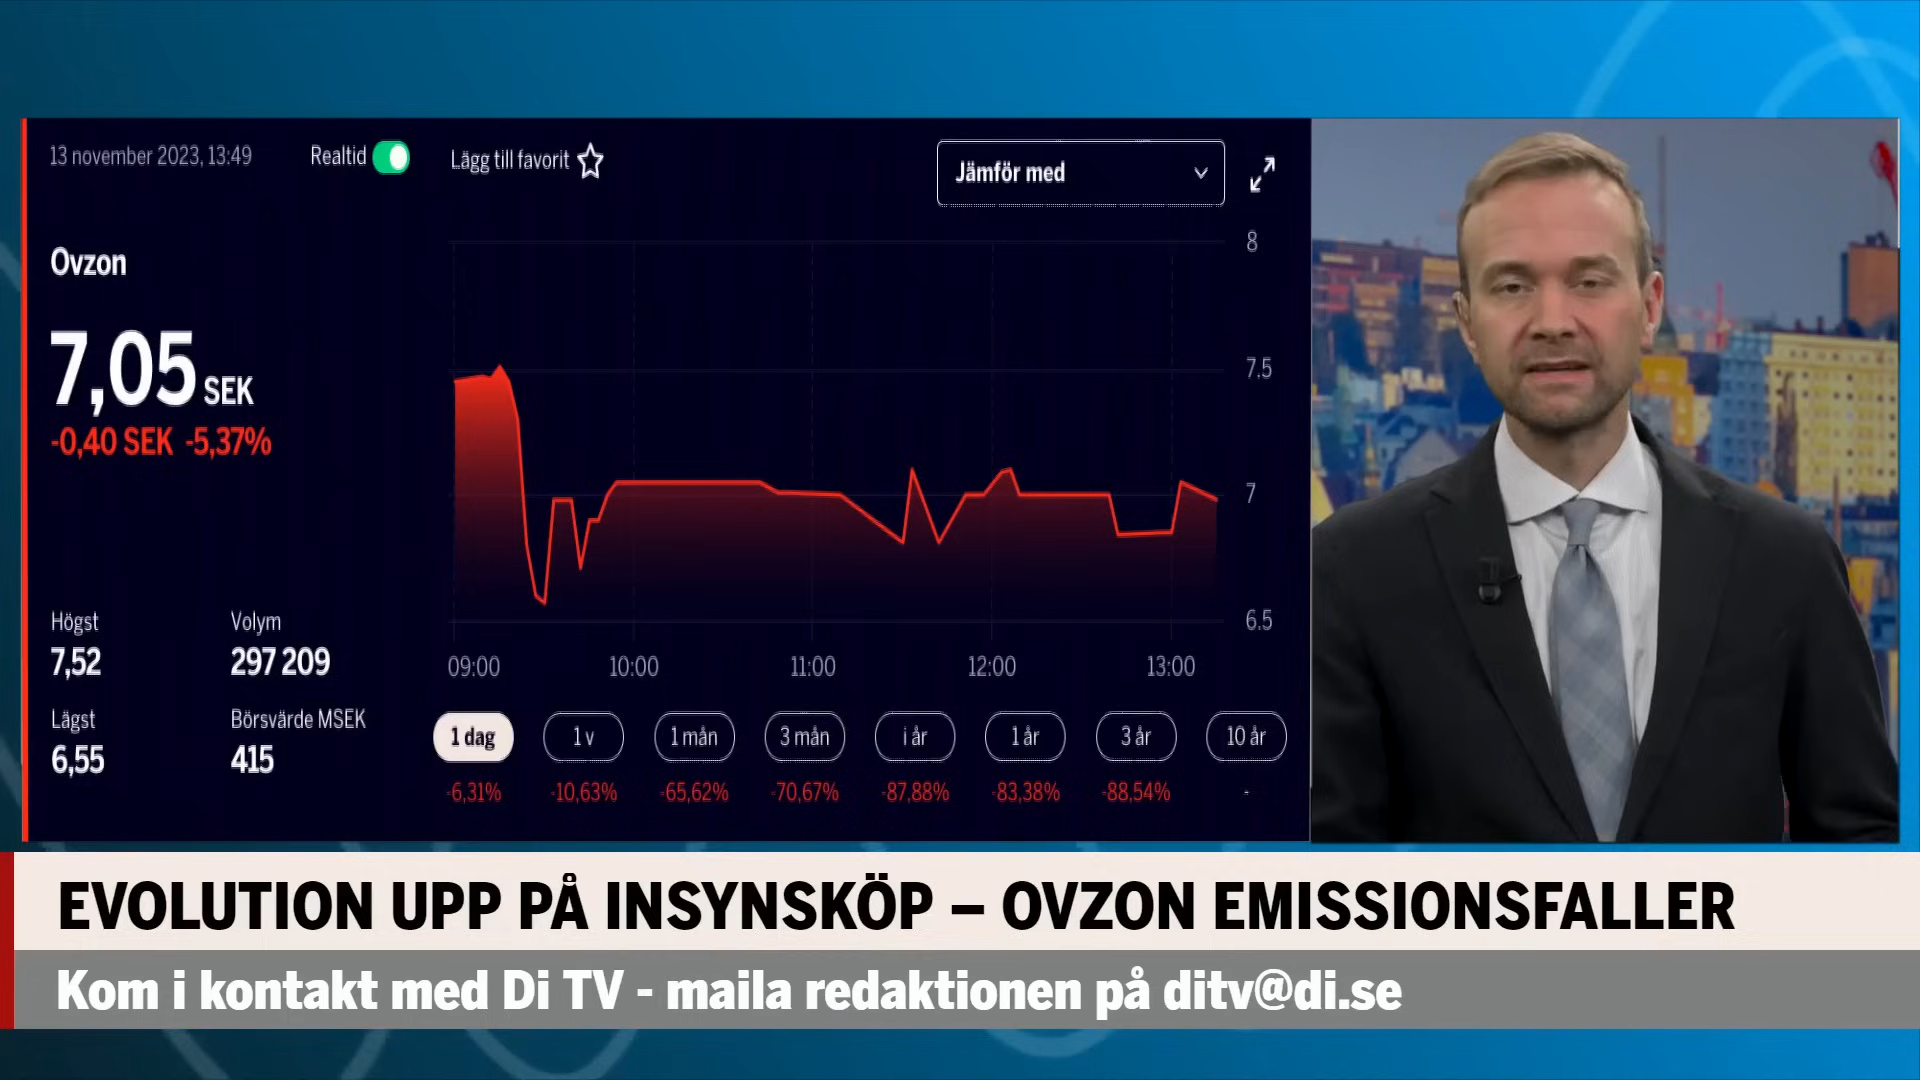 13 november 2023, 13:49
Realtid
Lägg till favorit
Jämför med
Ovzon
7,05 SEK
-0,40 SEK -5,37%
8
7.5
7
6.5
09:00 10:00 11:00 12:00 13:00
Högst
7,52
Volym
297 209
Lägst
6,55
Börsvärde MSEK
415
1 dag 1 v 1 mån 3 mån i år 1 år 3 år 10 år
-6,31% -10,63% -65,62% -70,67% -87,88% -83,38% -88,54% -
EVOLUTION UPP PÅ INSYNSKÖP – OVZON EMISSIONSFALLER
Kom i kontakt med Di TV - maila redaktionen på ditv@di.se